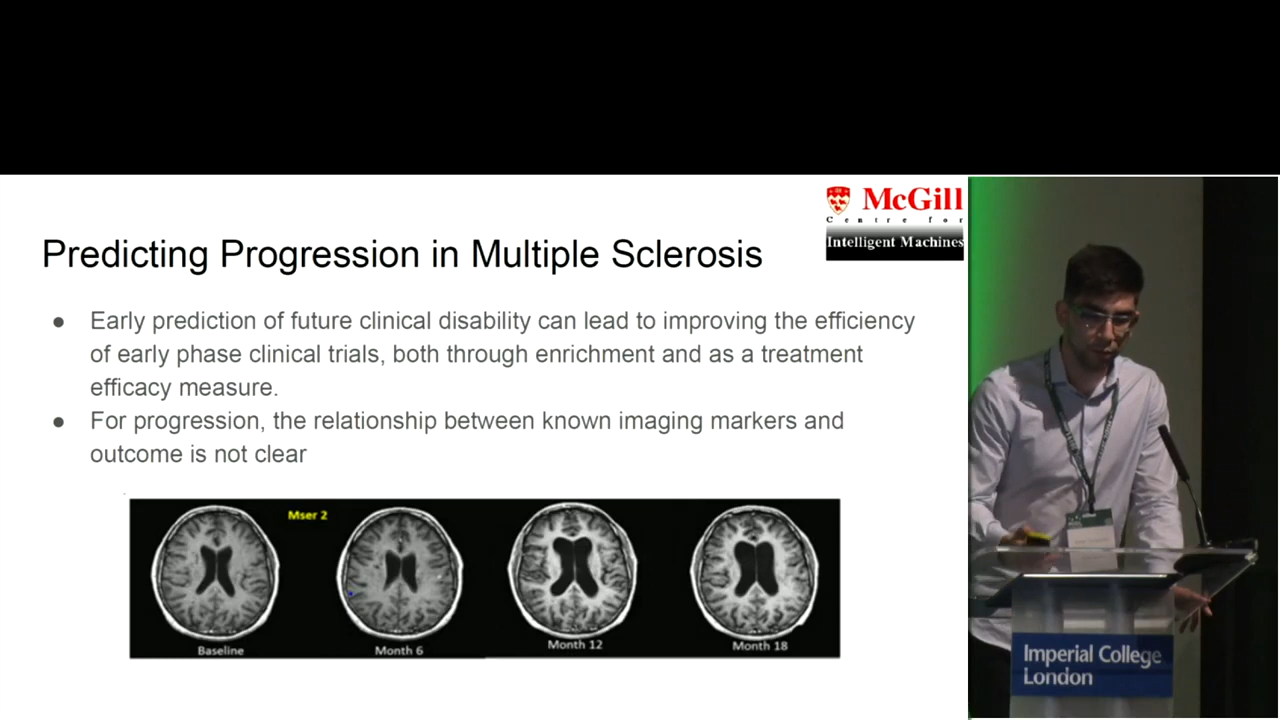 McGill
Centre for
Intelligent Machines
Predicting Progression in Multiple Sclerosis
● Early prediction of future clinical disability can lead to improving the efficiency
of early phase clinical trials, both through enrichment and as a treatment
efficacy measure.
● For progression, the relationship between known imaging markers and
outcome is not clear
Mser 2
Baseline
Month 6
Month 12
Month 18
Imperial College
London